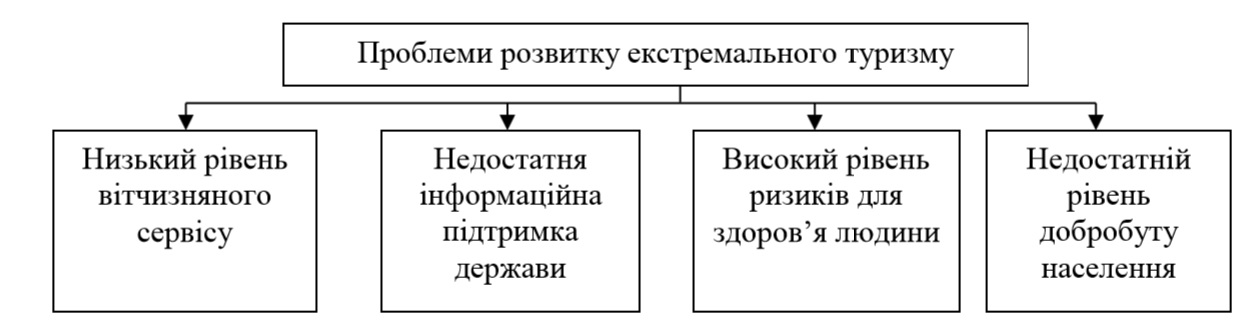 Проблеми розвитку екстремального туризму
Низький рівень
вітчизняного
сервісу
Недостатня
інформаційна
підтримка
держави
Високий рівень
ризиків для
здоров’я людини
Недостатній
рівень
добробуту
населення